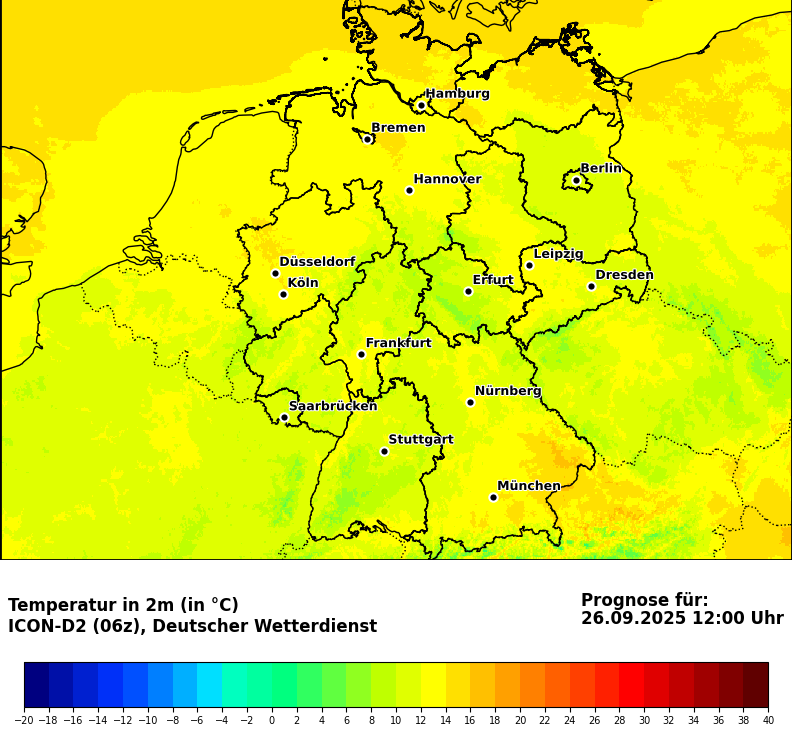 Hamburg
Bremen
Berlin
Hannover
Leipzig
Düsseldorf
Dresden
Köln
Erfurt
Frankfurt
Nürnberg
Saarbrücken
Stuttgart
München
Temperatur in 2m (in °C)
ICON-D2 (06z), Deutscher Wetterdienst
Prognose für:
26.09.2025 12:00 Uhr
−20 −18 −16 −14 −12 −10 −8 −6 −4 −2 0 2 4 6 8 10 12 14 16 18 20 22 24 26 28 30 32 34 36 38 40